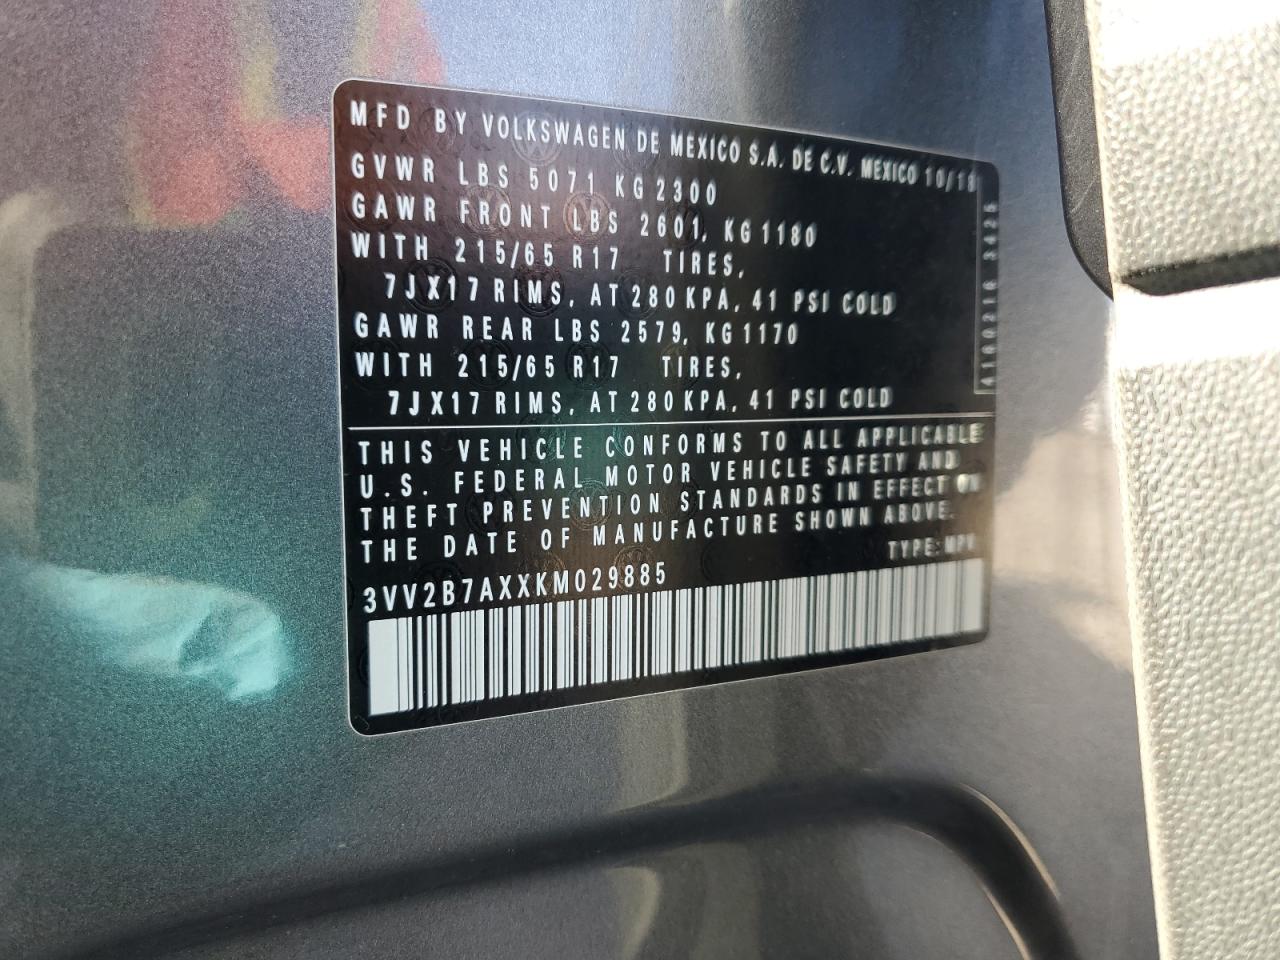 MFD BY VOLKSWAGEN DE MEXICO S.A. DE C.V. MEXICO 10/18
GVWR LBS 5071 KG 2300
GAWR FRONT LBS 2601, KG 1180
WITH 215/65 R17 TIRES,
7JX17 RIMS, AT 280 KPA, 41 PSI COLD
GAWR REAR LBS 2579, KG 1170
WITH 215/65 R17 TIRES,
7JX17 RIMS, AT 280 KPA, 41 PSI COLD
THIS VEHICLE CONFORMS TO ALL APPLICABLE
U.S. FEDERAL MOTOR VEHICLE SAFETY AND
THEFT PREVENTION STANDARDS IN EFFECT ON
THE DATE OF MANUFACTURE SHOWN ABOVE.
TYPE: MPV
3VV2B7AXXKM029885